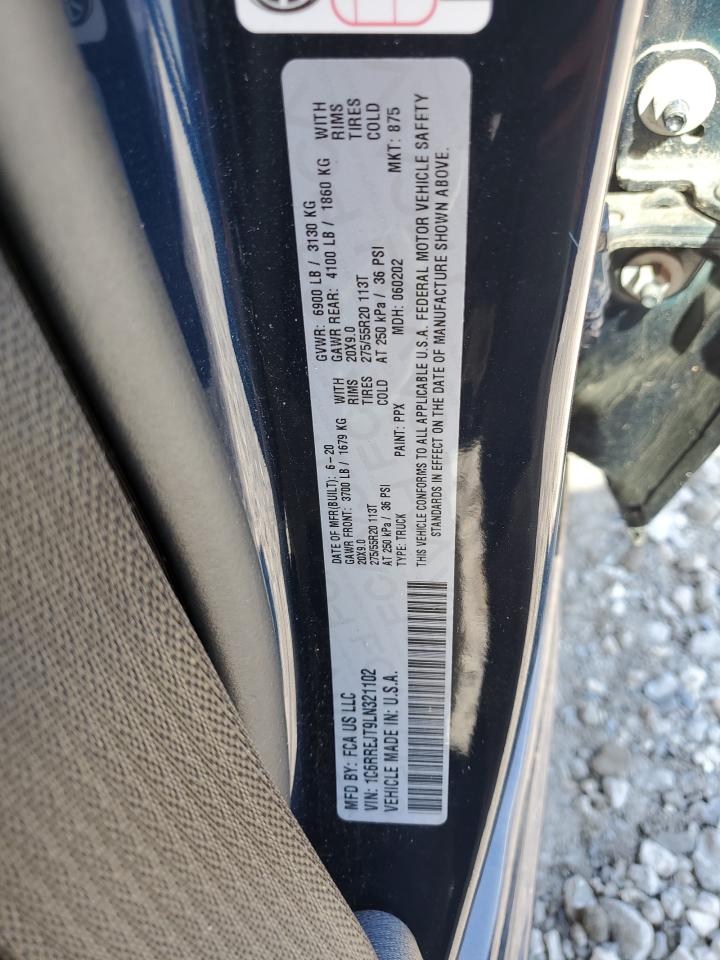 MFD BY: FCA US LLC
VIN: 1C6RREJT9LN321102
VEHICLE MADE IN: U.S.A.
DATE OF MFR(BUILT): 6-20
GAWR FRONT: 3700 LB / 1679 KG WITH
20X9.0 RIMS
275/55R20 113T TIRES
AT 250 kPa / 36 PSI COLD
TYPE: TRUCK PAINT: PPX
GVWR: 6900 LB / 3130 KG
GAWR REAR: 4100 LB / 1860 KG WITH
20X9.0 RIMS
275/55R20 113T TIRES
AT 250 kPa / 36 PSI COLD
MDH: 060202 MKT: 875
THIS VEHICLE CONFORMS TO ALL APPLICABLE U.S.A. FEDERAL MOTOR VEHICLE SAFETY
STANDARDS IN EFFECT ON THE DATE OF MANUFACTURE SHOWN ABOVE.